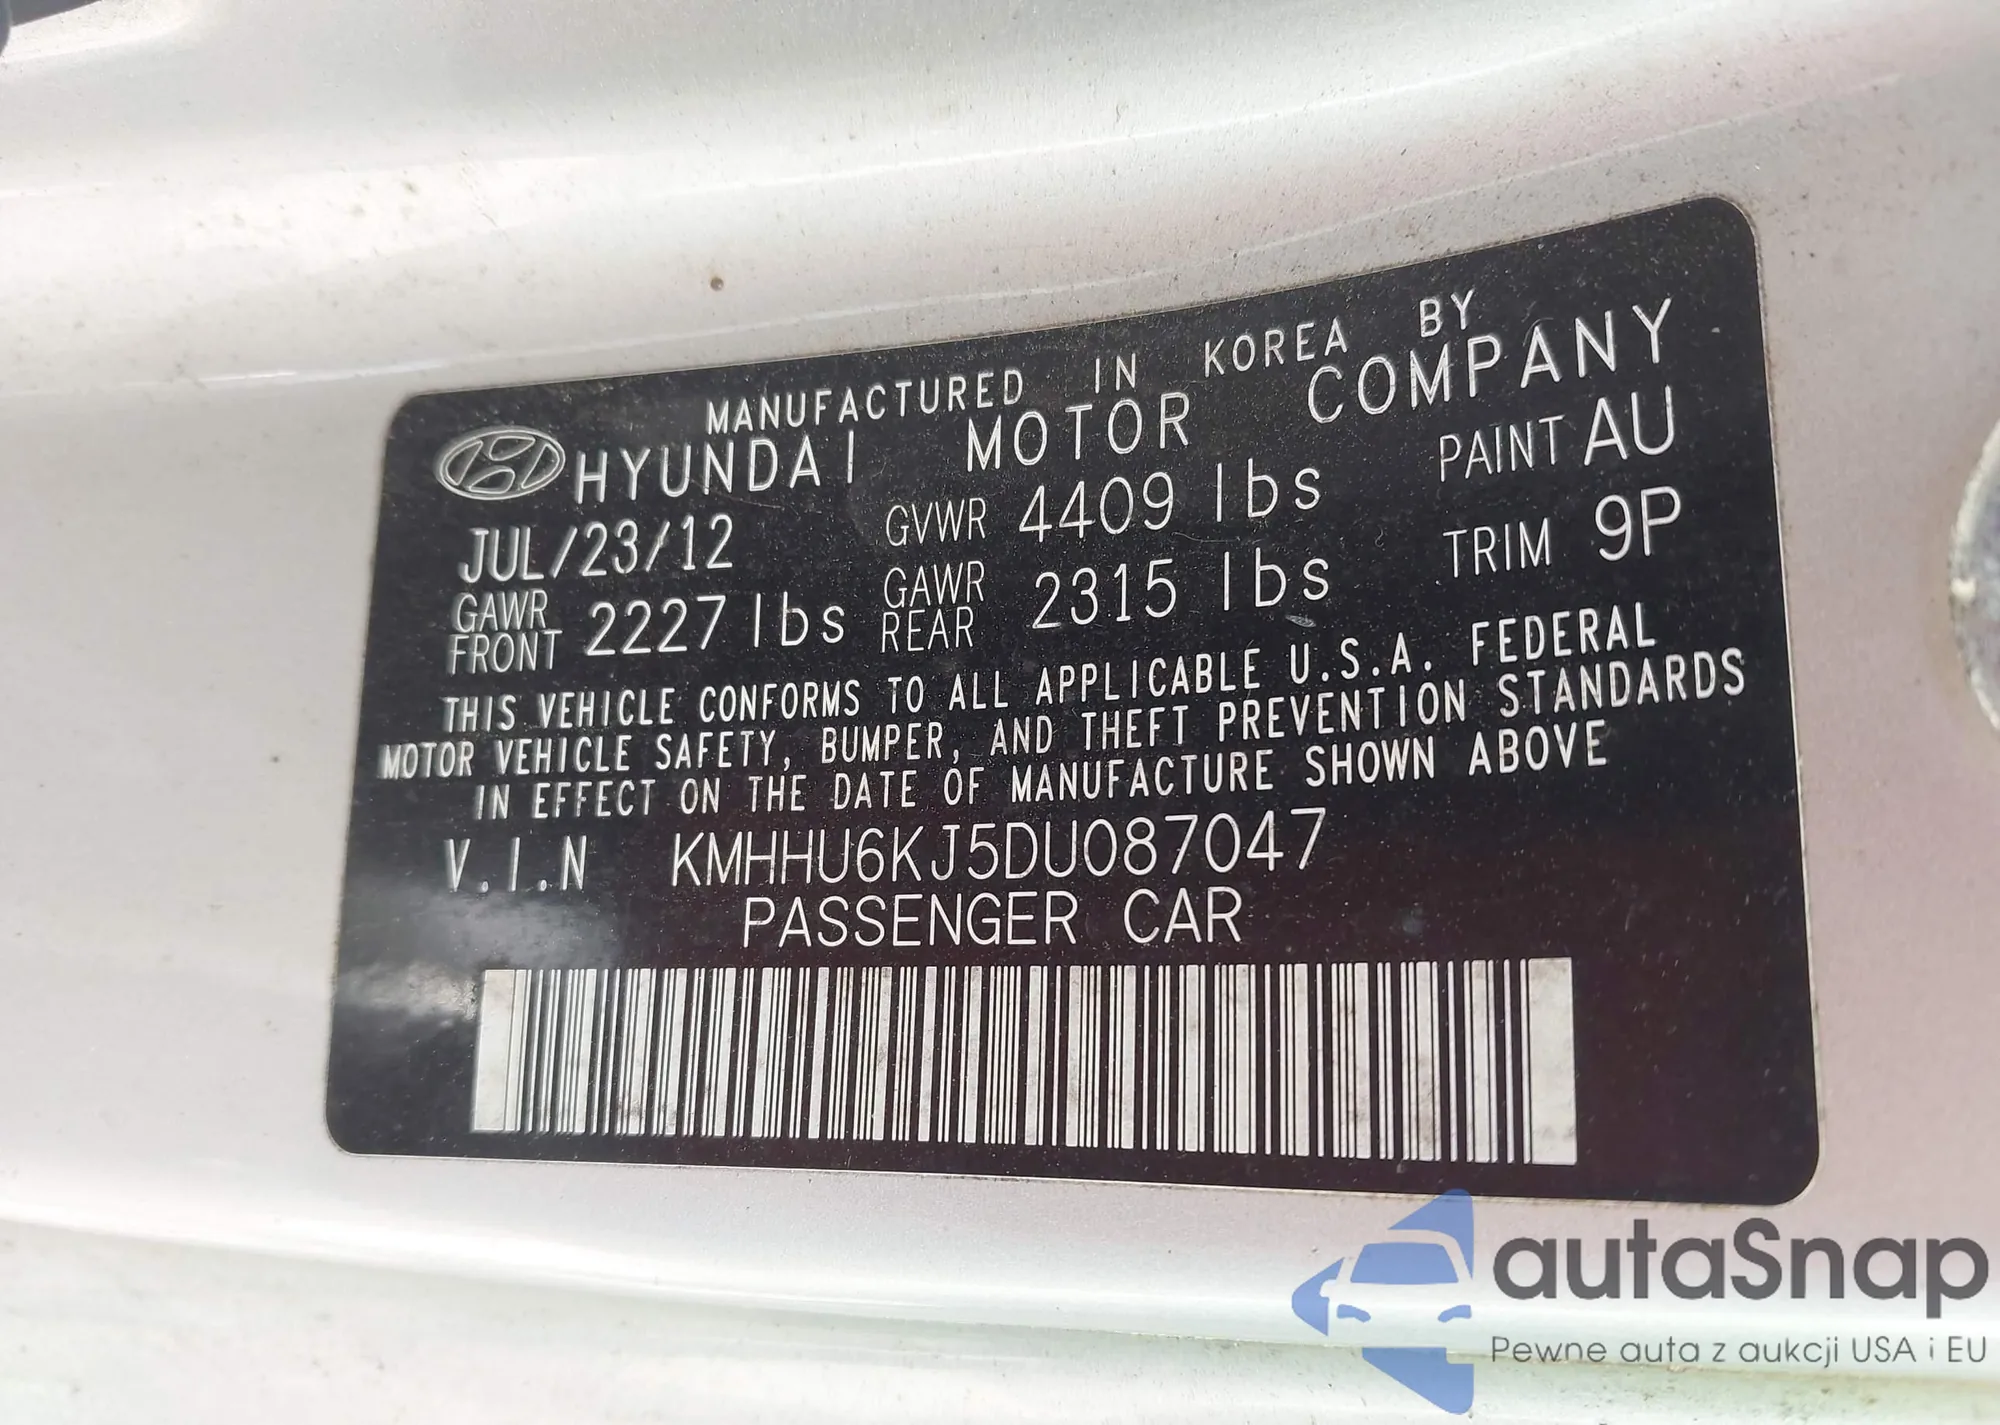 MANUFACTURED IN KOREA BY
HYUNDAI MOTOR COMPANY
JUL/23/12 GVWR 4409 lbs PAINT AU
GAWR FRONT 2227 lbs GAWR REAR 2315 lbs TRIM 9P
THIS VEHICLE CONFORMS TO ALL APPLICABLE U.S.A. FEDERAL
MOTOR VEHICLE SAFETY, BUMPER, AND THEFT PREVENTION STANDARDS
IN EFFECT ON THE DATE OF MANUFACTURE SHOWN ABOVE
V.I.N KMHHU6KJ5DU087047
PASSENGER CAR
autaSnap
Pewne auta z aukcji USA i EU